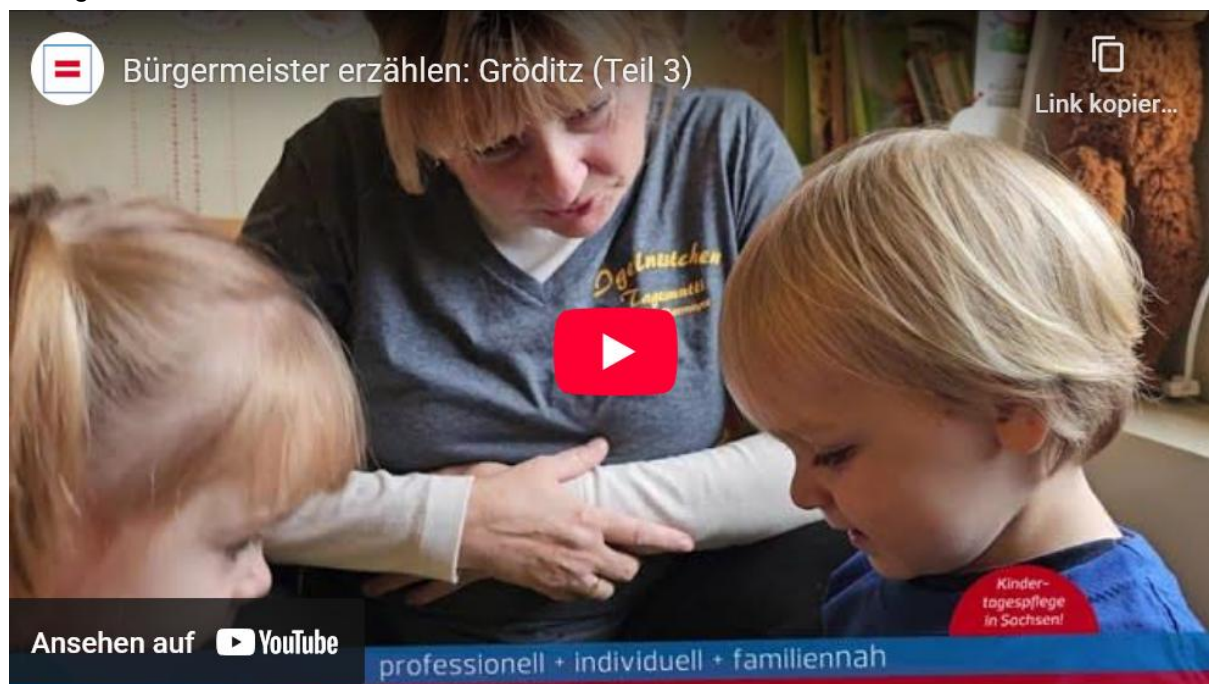 Bürgermeister erzählen: Gröditz (Teil 3)
Link kopier...
Kinder-
tagespflege
in Sachsen!
Ansehen auf YouTube
professionell + individuell + familiennah